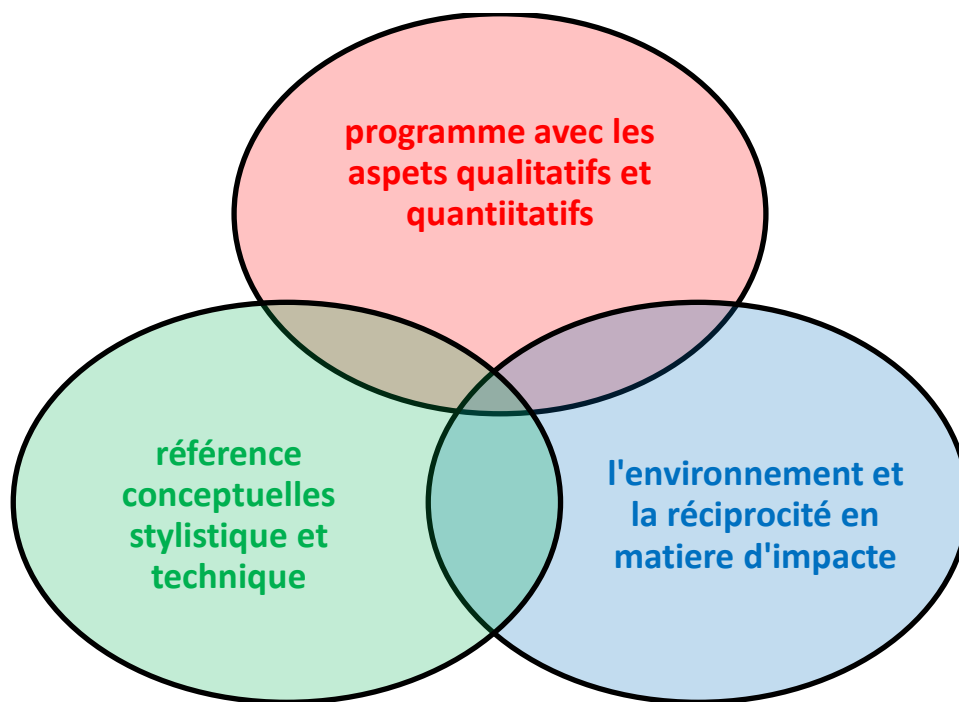 programme avec les
aspets qualitatifs et
quantiitatifs
référence
conceptuelles
stylistique et
technique
l'environnement et
la réciprocité en
matiere d'impacte